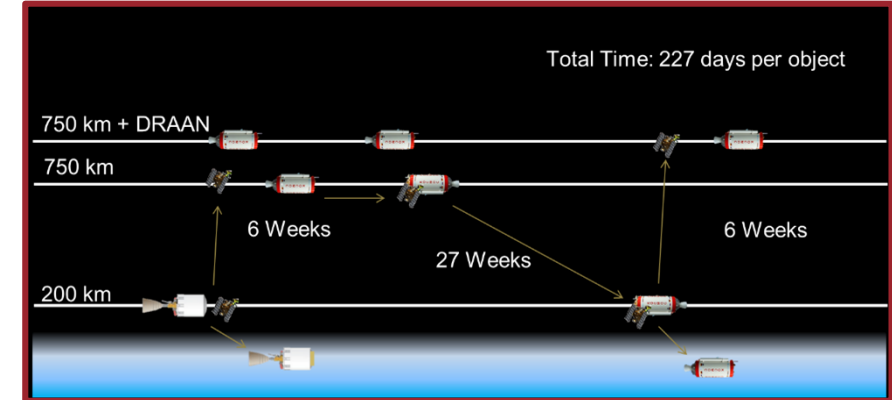 Total Time: 227 days per object
750 km + DRAAN
750 km
6 Weeks
6 Weeks
27 Weeks
200 km